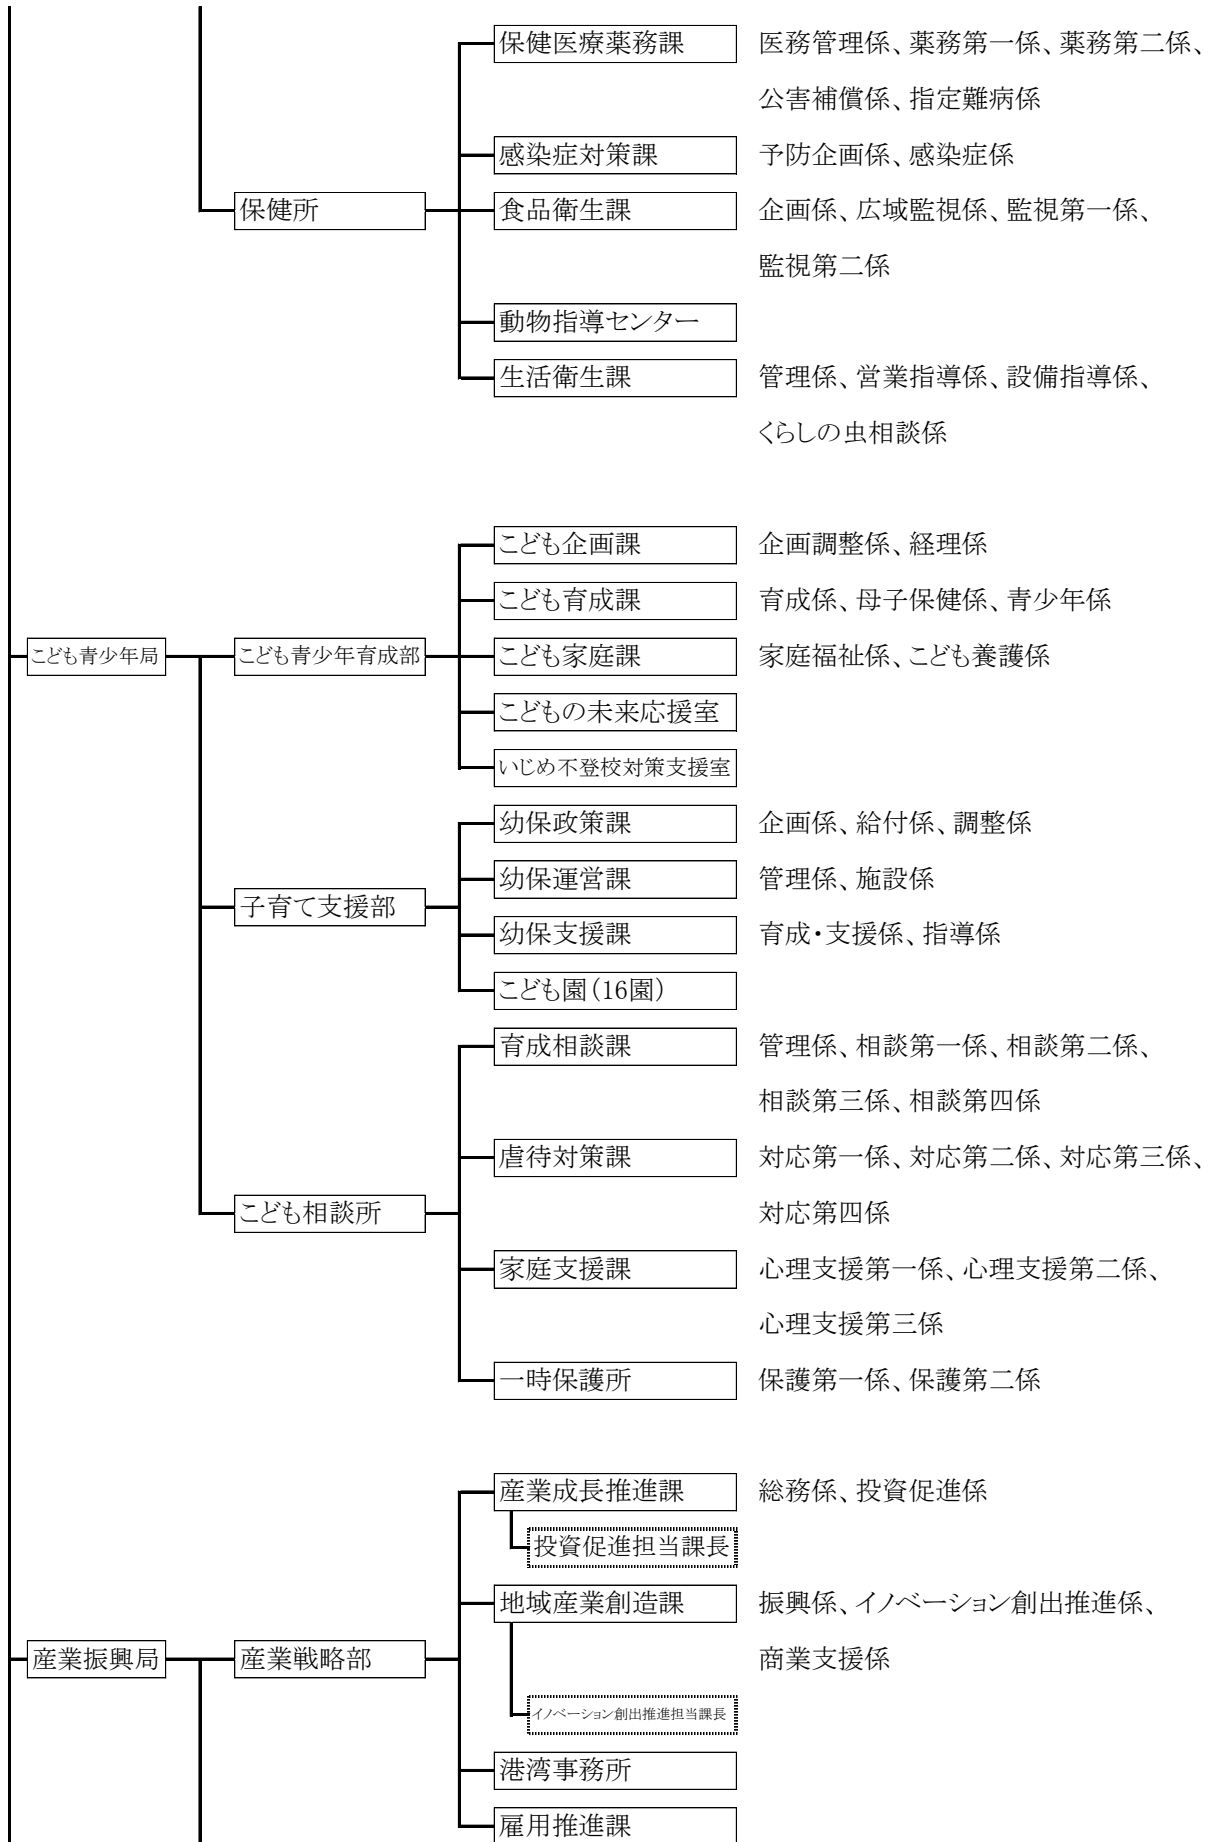 保健医療薬務課 医務管理係、薬務第一係、薬務第二係、
公害補償係、指定難病係
感染症対策課 予防企画係、感染症係
保健所 食品衛生課 企画係、広域監視係、監視第一係、
監視第二係
動物指導センター
生活衛生課 管理係、営業指導係、設備指導係、
くらしの虫相談係
こども企画課 企画調整係、経理係
こども育成課 育成係、母子保健係、青少年係
こども青少年局 こども青少年育成部 こども家庭課 家庭福祉係、こども養護係
こどもの未来応援室
いじめ不登校対策支援室
幼保政策課 企画係、給付係、調整係
幼保運営課 管理係、施設係
子育て支援部
幼保支援課 育成・支援係、指導係
こども園(16園)
育成相談課 管理係、相談第一係、相談第二係、
相談第三係、相談第四係
虐待対策課 対応第一係、対応第二係、対応第三係、
こども相談所 対応第四係
家庭支援課 心理支援第一係、心理支援第二係、
心理支援第三係
一時保護所 保護第一係、保護第二係
産業成長推進課 総務係、投資促進係
投資促進担当課長
地域産業創造課 振興係、イノベーション創出推進係、
産業振興局 産業戦略部 商業支援係
イノベーション創出推進担当課長
港湾事務所
雇用推進課